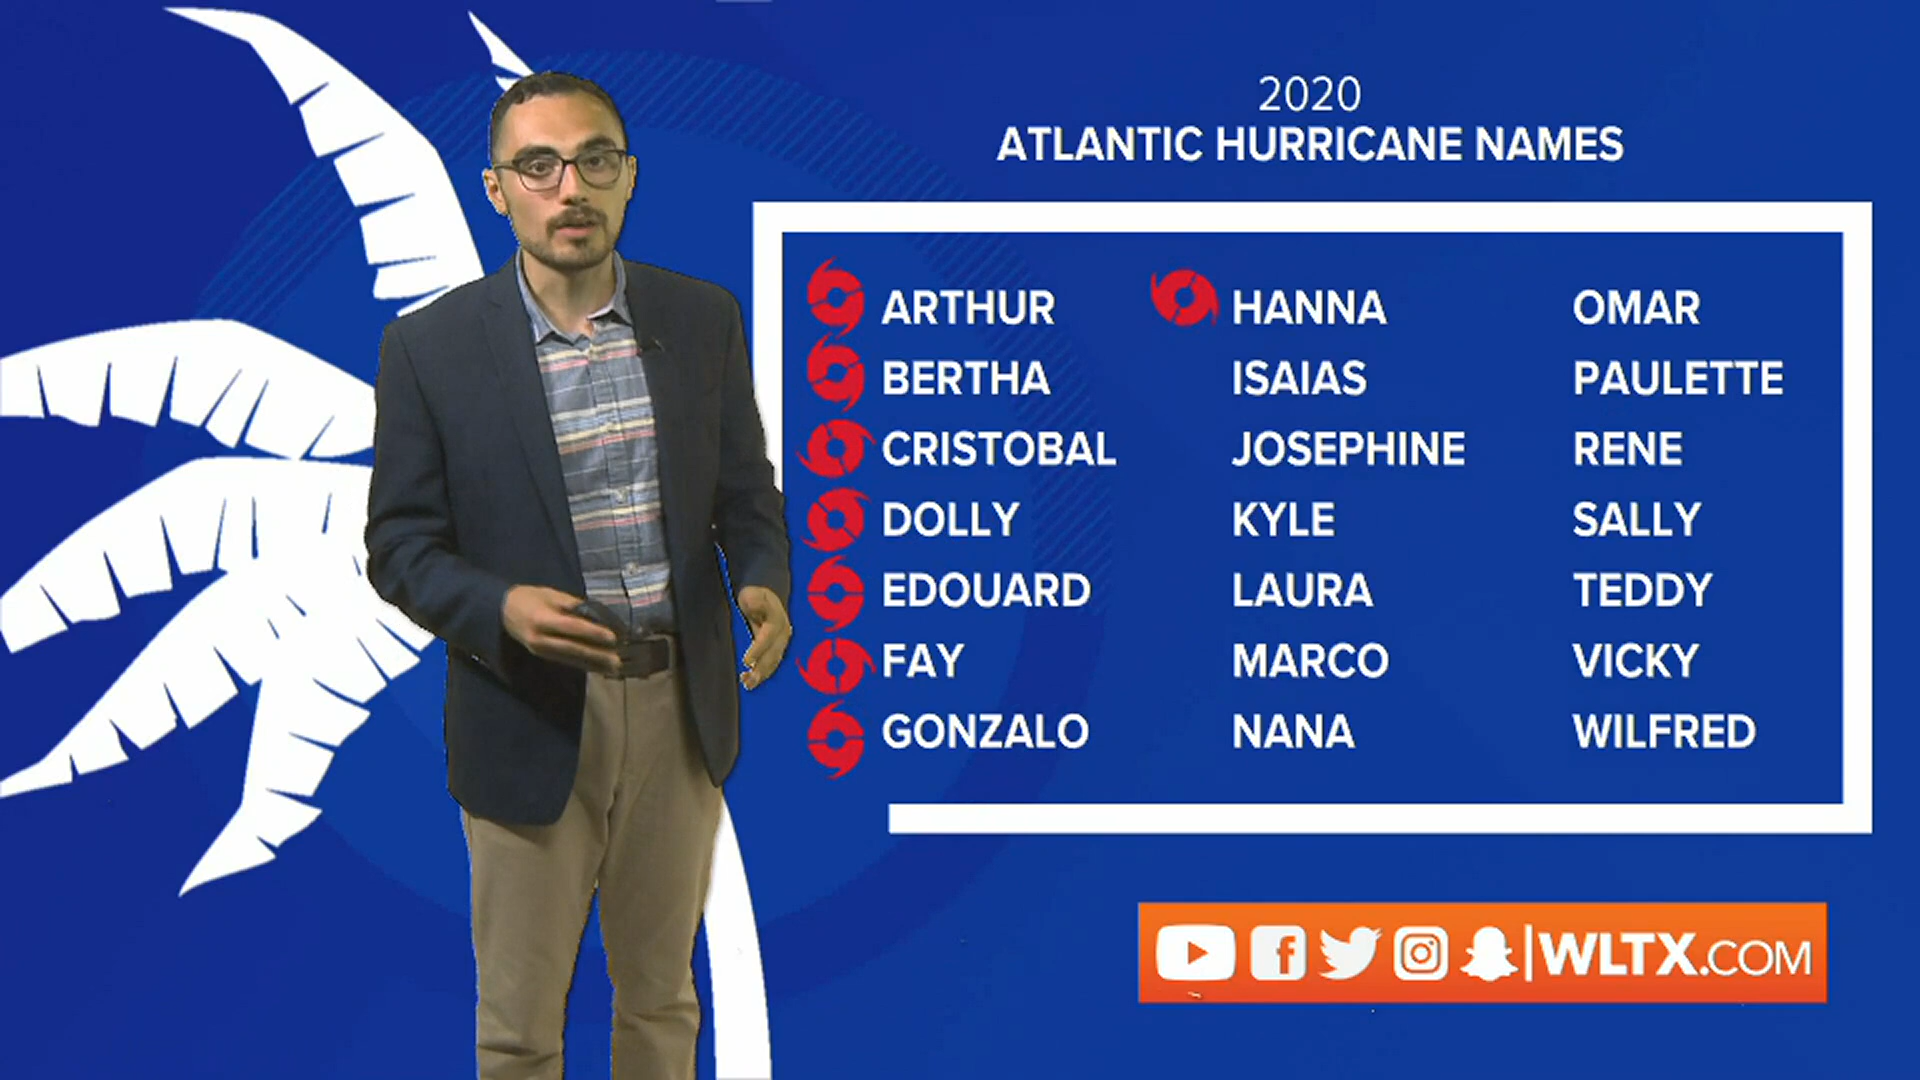 2020
ATLANTIC HURRICANE NAMES
ARTHUR
BERTHA
CRISTOBAL
DOLLY
EDOUARD
FAY
GONZALO
HANNA
ISAIAS
JOSEPHINE
KYLE
LAURA
MARCO
NANA
OMAR
PAULETTE
RENE
SALLY
TEDDY
VICKY
WILFRED
|WLTX.COM